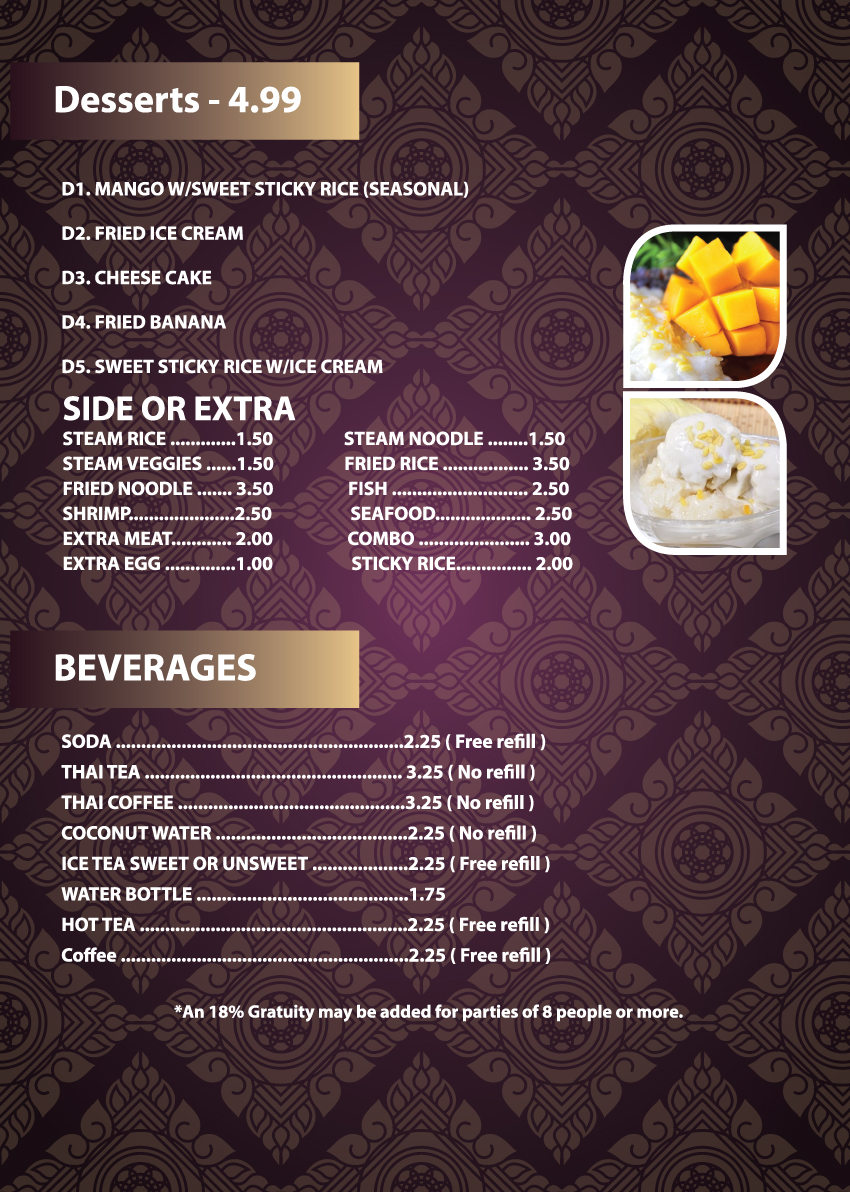 Desserts - 4.99
D1. MANGO W/SWEET STICKY RICE (SEASONAL)
D2. FRIED ICE CREAM
D3. CHEESE CAKE
D4. FRIED BANANA
D5. SWEET STICKY RICE W/ICE CREAM
SIDE OR EXTRA
STEAM RICE .............1.50
STEAM VEGGIES ......1.50
FRIED NOODLE ....... 3.50
SHRIMP.....................2.50
EXTRA MEAT............ 2.00
EXTRA EGG ..............1.00
STEAM NOODLE ........1.50
FRIED RICE ................. 3.50
FISH ........................... 2.50
SEAFOOD................... 2.50
COMBO ...................... 3.00
STICKY RICE............... 2.00
BEVERAGES
SODA .........................................................2.25 ( Free refill )
THAI TEA ................................................... 3.25 ( No refill )
THAI COFFEE .............................................3.25 ( No refill )
COCONUT WATER ......................................2.25 ( No refill )
ICE TEA SWEET OR UNSWEET ...................2.25 ( Free refill )
WATER BOTTLE ..........................................1.75
HOT TEA .....................................................2.25 ( Free refill )
Coffee .........................................................2.25 ( Free refill )
*An 18% Gratuity may be added for parties of 8 people or more.